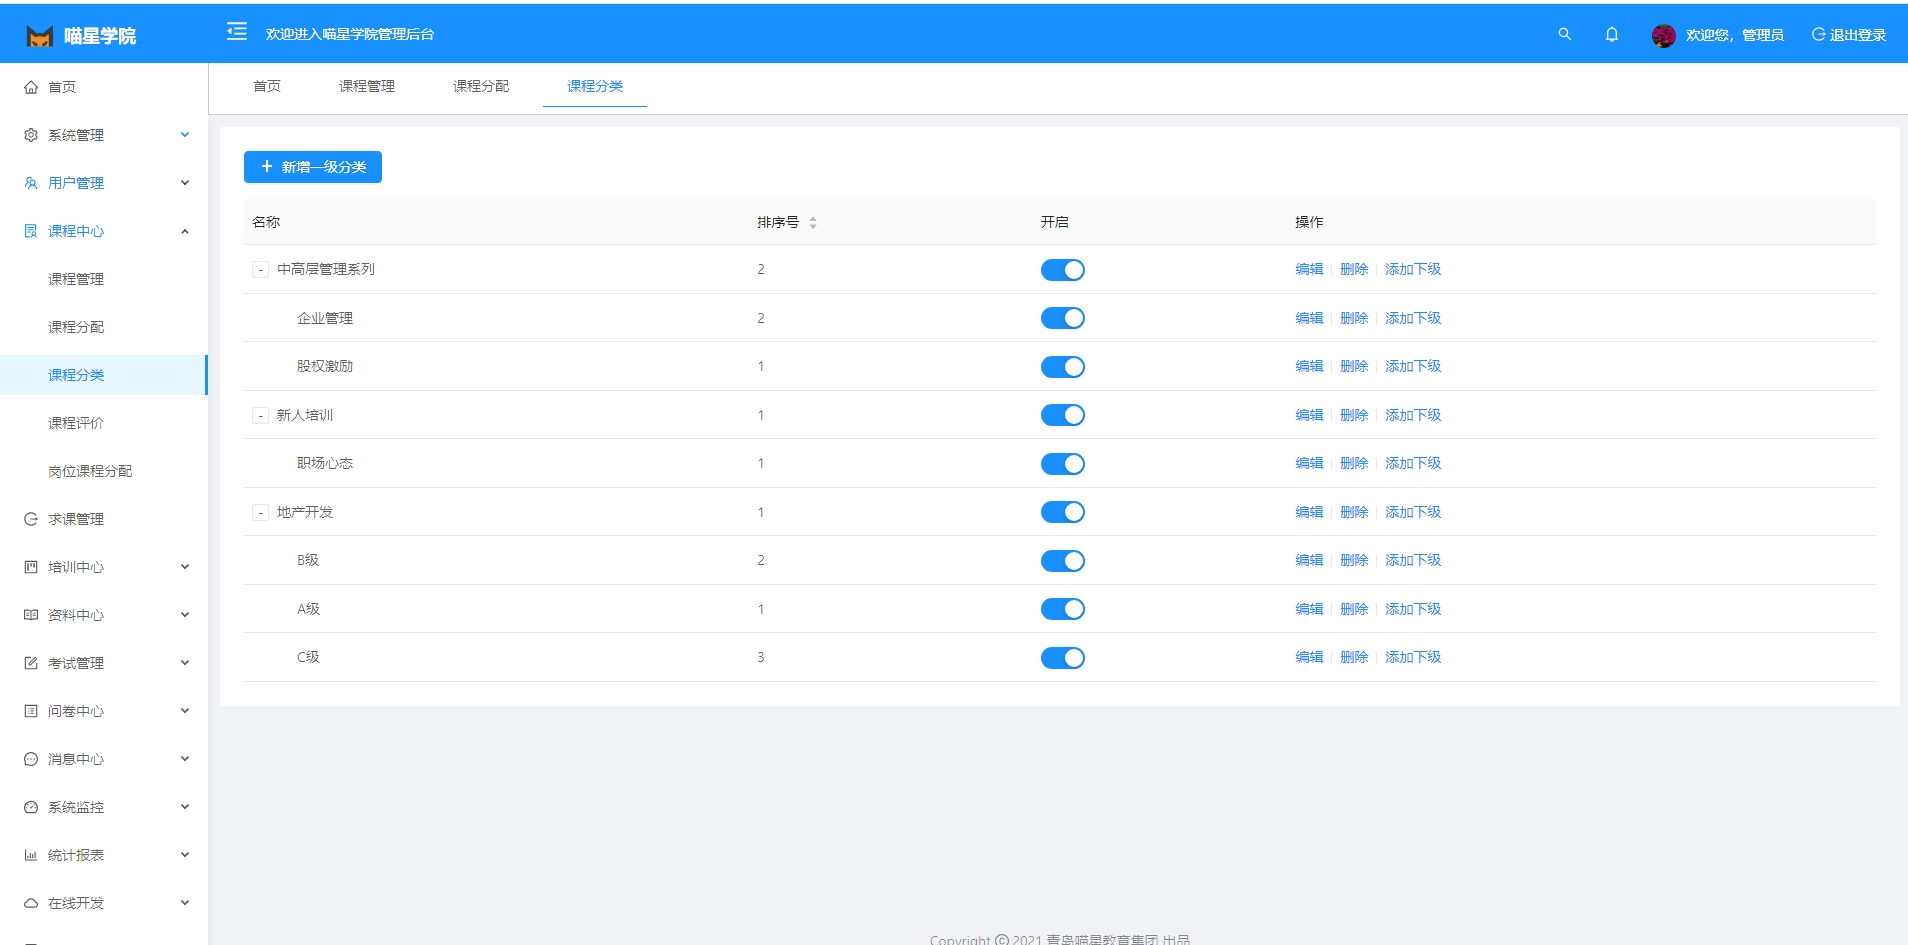 喵星学院
欢迎进入喵星学院管理后台
欢迎您，管理员
退出登录
首页
系统管理
用户管理
课程中心
课程管理
课程分配
课程分类
课程评价
岗位课程分配
求课管理
培训中心
资料中心
考试管理
问卷中心
消息中心
系统监控
统计报表
在线开发
首页 课程管理 课程分配 课程分类
+ 新增一级分类
名称 排序号 开启 操作
- 中高层管理系列 2 编辑 删除 添加下级
企业管理 2 编辑 删除 添加下级
股权激励 1 编辑 删除 添加下级
- 新人培训 1 编辑 删除 添加下级
职场心态 1 编辑 删除 添加下级
- 地产开发 1 编辑 删除 添加下级
B级 2 编辑 删除 添加下级
A级 1 编辑 删除 添加下级
C级 3 编辑 删除 添加下级
Copyright © 2021 青岛喵星教育集团 出品